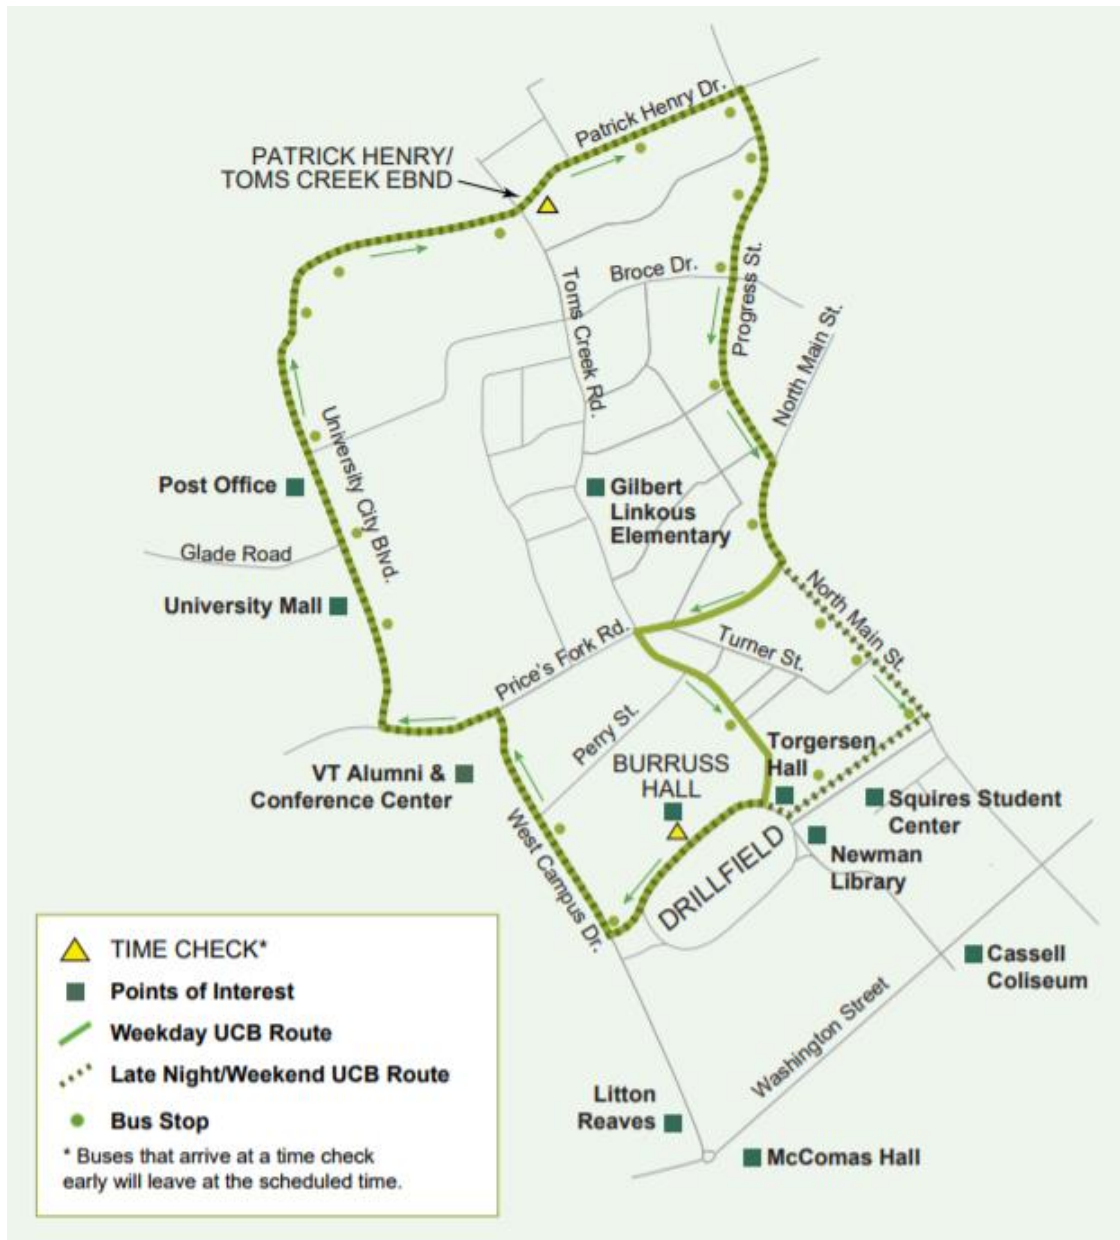 Patrick Henry Dr.
PATRICK HENRY/
TOMS CREEK EBND
Broce Dr.
Toms Creek Rd.
Progress St.
North Main St.
University City Blvd.
Post Office
Gilbert
Linkous
Elementary
Glade Road
University Mall
North Main St.
Price's Fork Rd.
Turner St.
Perry St.
VT Alumni &
Conference Center
BURRUSS
HALL
Torgersen
Hall
Squires Student
Center
Newman
Library
DRILLFIELD
West Campus Dr.
Cassell
Coliseum
Washington Street
Litton
Reaves
McComas Hall
TIME CHECK*
Points of Interest
Weekday UCB Route
Late Night/Weekend UCB Route
Bus Stop
* Buses that arrive at a time check
early will leave at the scheduled time.